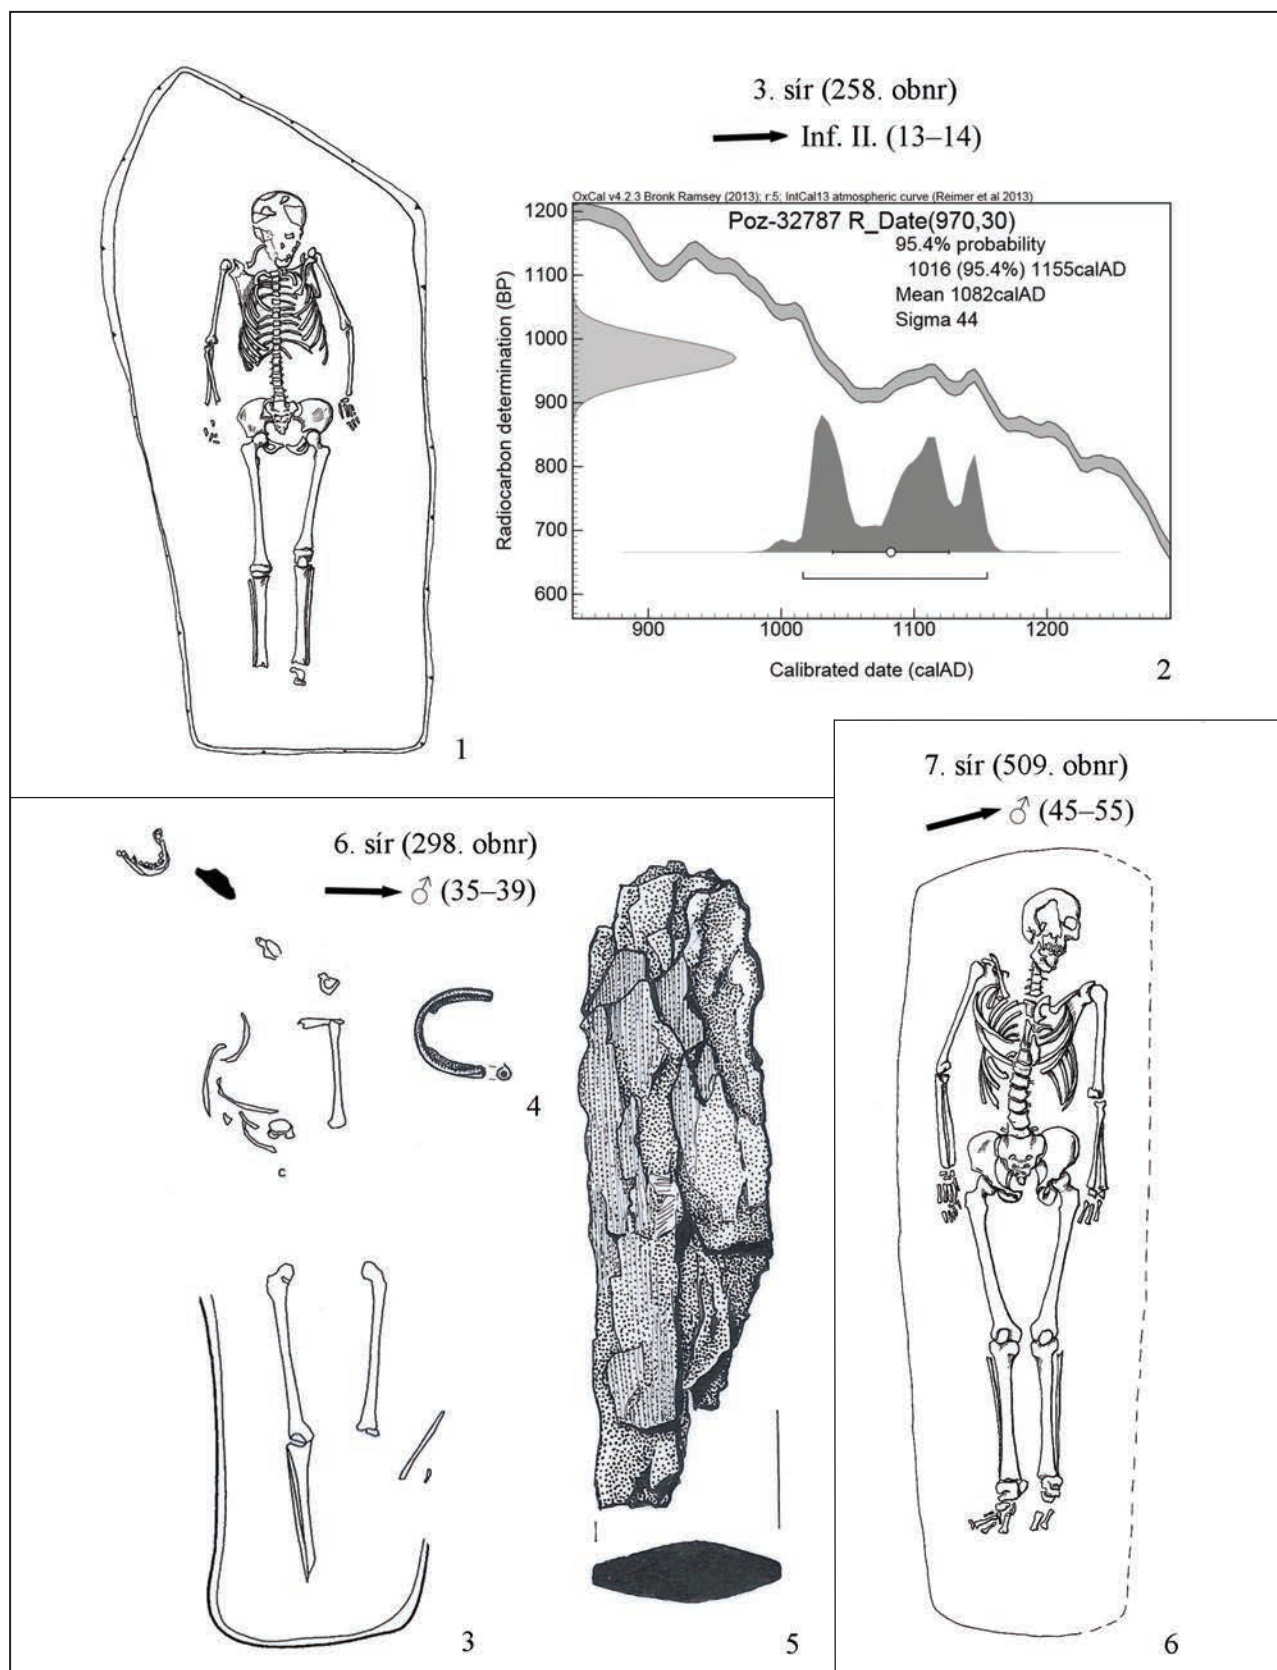 3. sír (258. obnr)
Inf. II. (13–14)
OxCal v4.2.3 Bronk Ramsey (2013); r:5; IntCal13 atmospheric curve (Reimer et al 2013)
Poz-32787 R_Date(970,30)
95.4% probability
1016 (95.4%) 1155calAD
Mean 1082calAD
Sigma 44
Radiocarbon determination (BP)
1200
1100
1000
900
800
700
600
900
1000
1100
1200
Calibrated date (calAD)
2
1
7. sír (509. obnr)
♂ (45–55)
6. sír (298. obnr)
♂ (35–39)
4
c
3
5
6